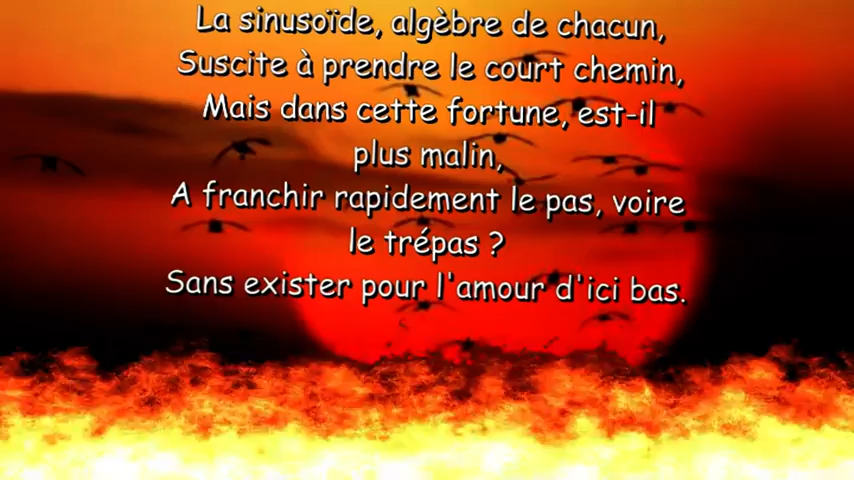 La sinusoïde, algèbre de chacun,
Suscite à prendre le court chemin,
Mais dans cette fortune, est-il
plus malin,
A franchir rapidement le pas, voire
le trépas ?
Sans exister pour l'amour d'ici bas.